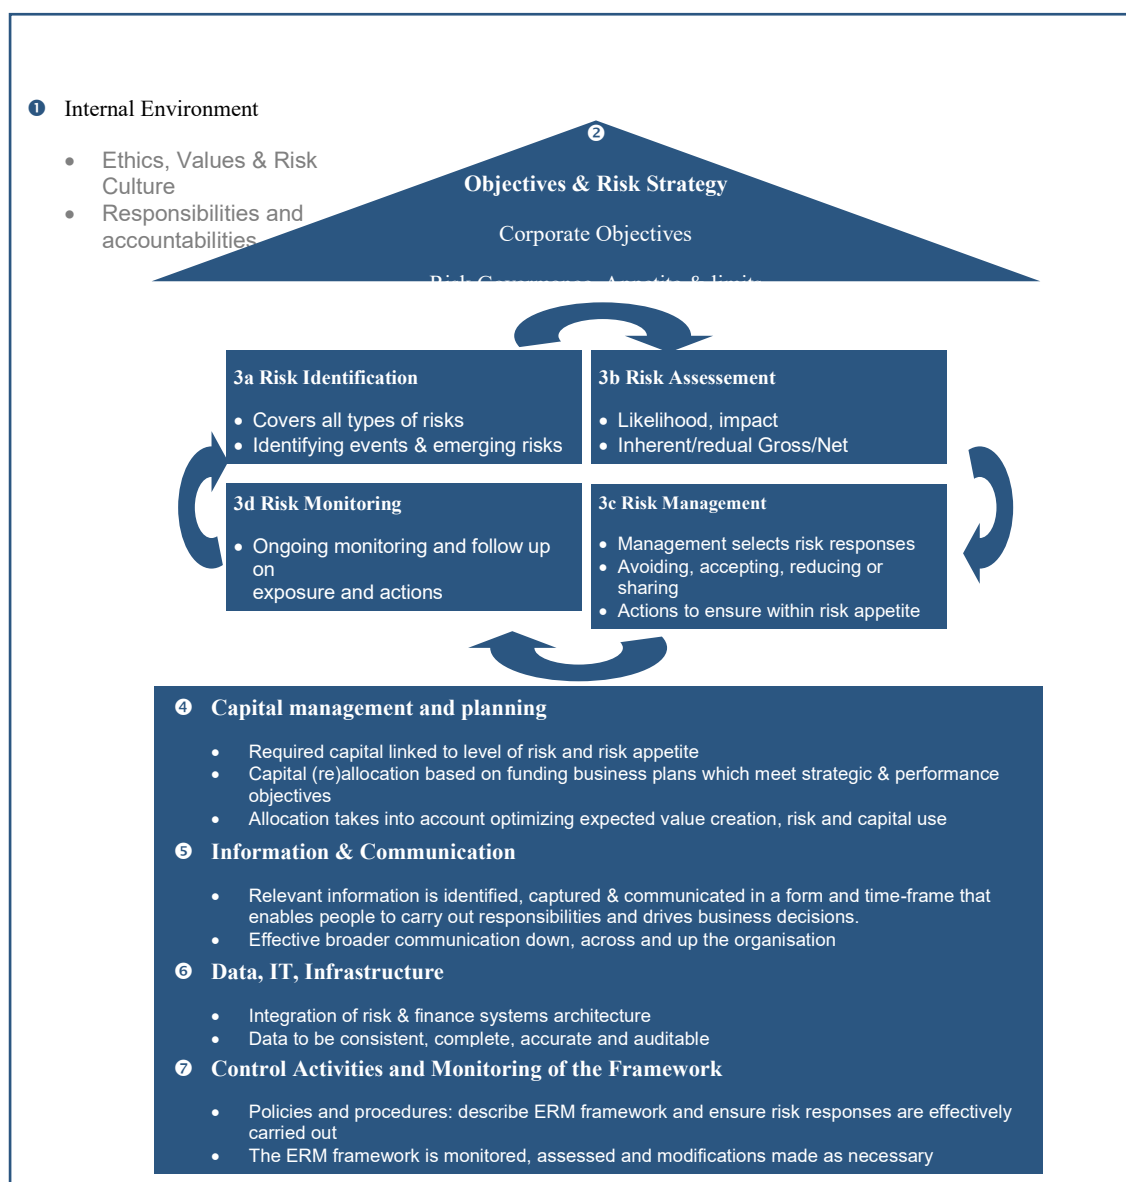 ❶ Internal Environment
• Ethics, Values & Risk
Culture
• Responsibilities and
accountabilities
❷
Objectives & Risk Strategy
Corporate Objectives
Risk Governance, Appetite & limits
3a Risk Identification
• Covers all types of risks
• Identifying events & emerging risks
3b Risk Assessement
• Likelihood, impact
• Inherent/redual Gross/Net
3d Risk Monitoring
• Ongoing monitoring and follow up
on
exposure and actions
3c Risk Management
• Management selects risk responses
• Avoiding, accepting, reducing or
sharing
• Actions to ensure within risk appetite
❹ Capital management and planning
• Required capital linked to level of risk and risk appetite
• Capital (re)allocation based on funding business plans which meet strategic & performance
objectives
• Allocation takes into account optimizing expected value creation, risk and capital use
❺ Information & Communication
• Relevant information is identified, captured & communicated in a form and time-frame that
enables people to carry out responsibilities and drives business decisions.
• Effective broader communication down, across and up the organisation
❻ Data, IT, Infrastructure
• Integration of risk & finance systems architecture
• Data to be consistent, complete, accurate and auditable
❼ Control Activities and Monitoring of the Framework
• Policies and procedures: describe ERM framework and ensure risk responses are effectively
carried out
• The ERM framework is monitored, assessed and modifications made as necessary